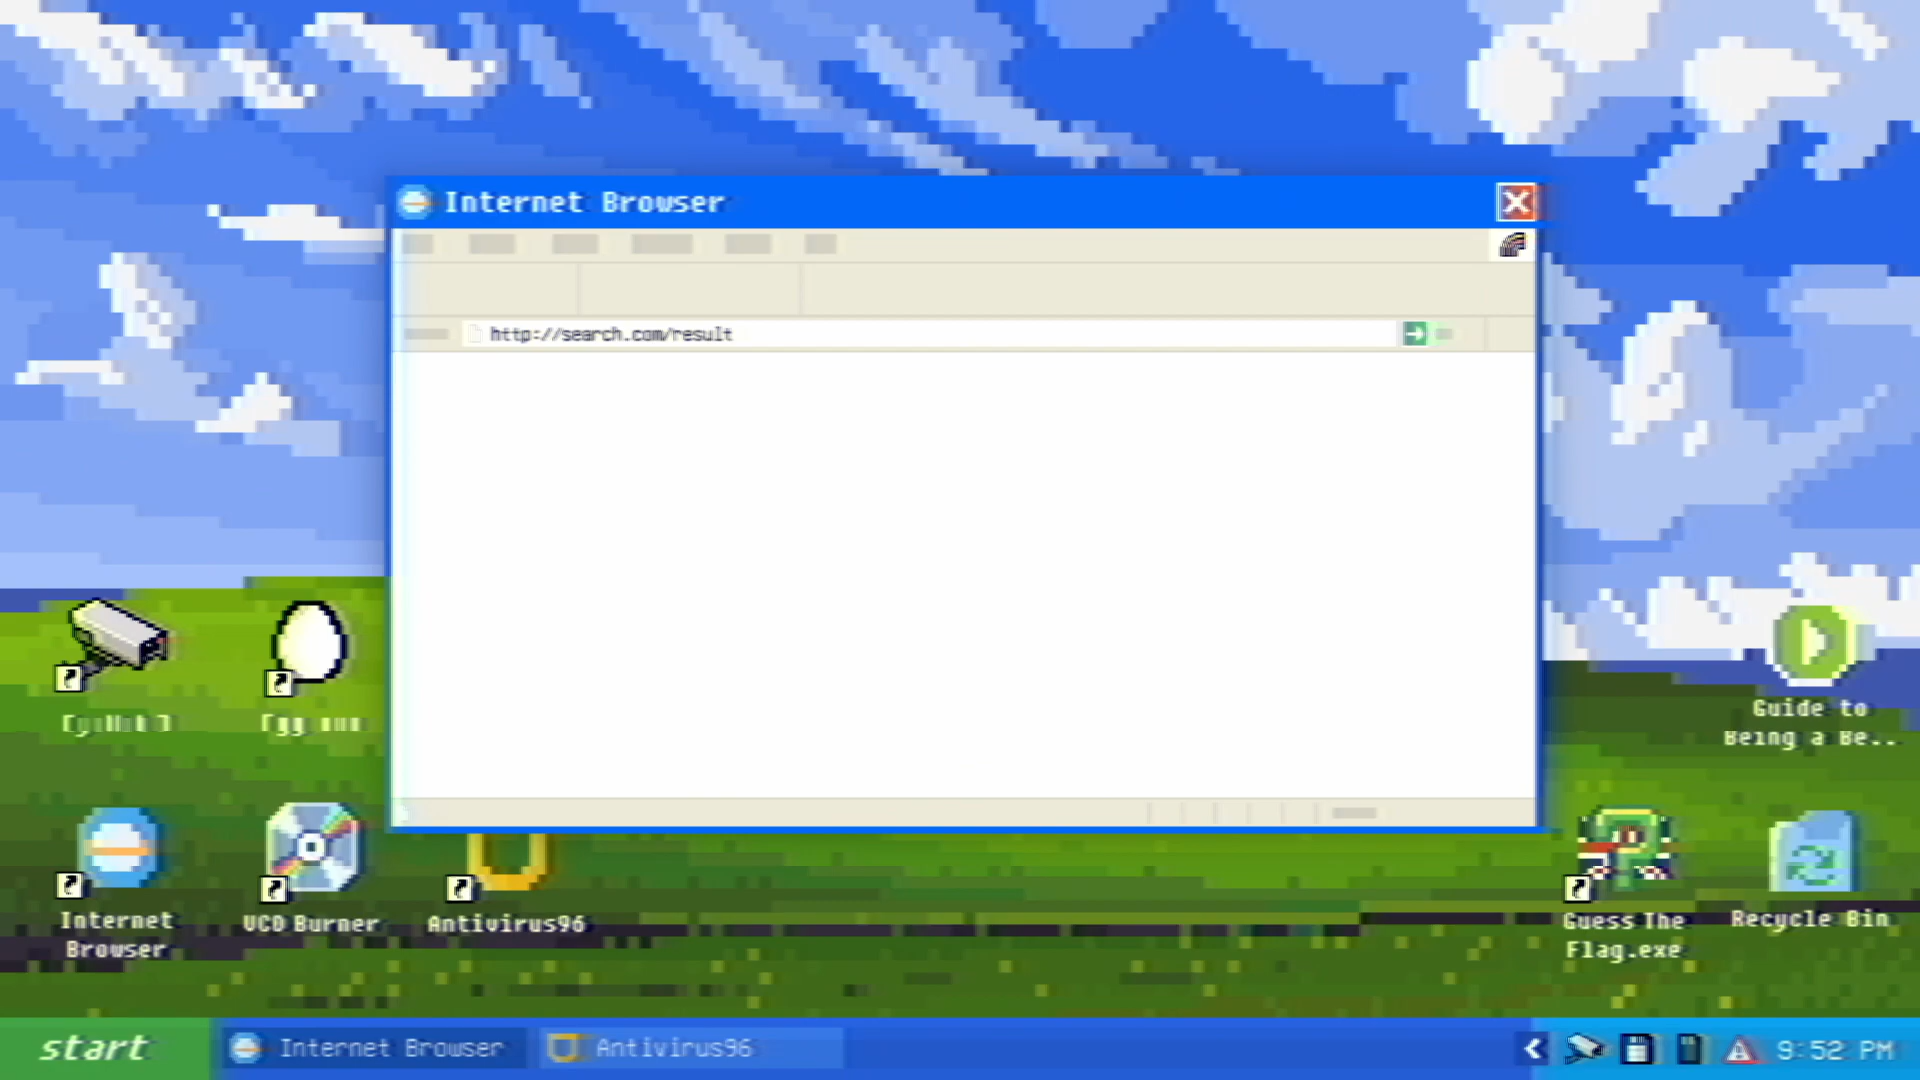 Internet Browser
http://search.com/result
Guide to
Being a Be..
Internet
Browser
VCD Burner
Antivirus96
Guess The
Flag.exe
Recycle Bin
start
Internet Browser
Antivirus96
9:52 PM